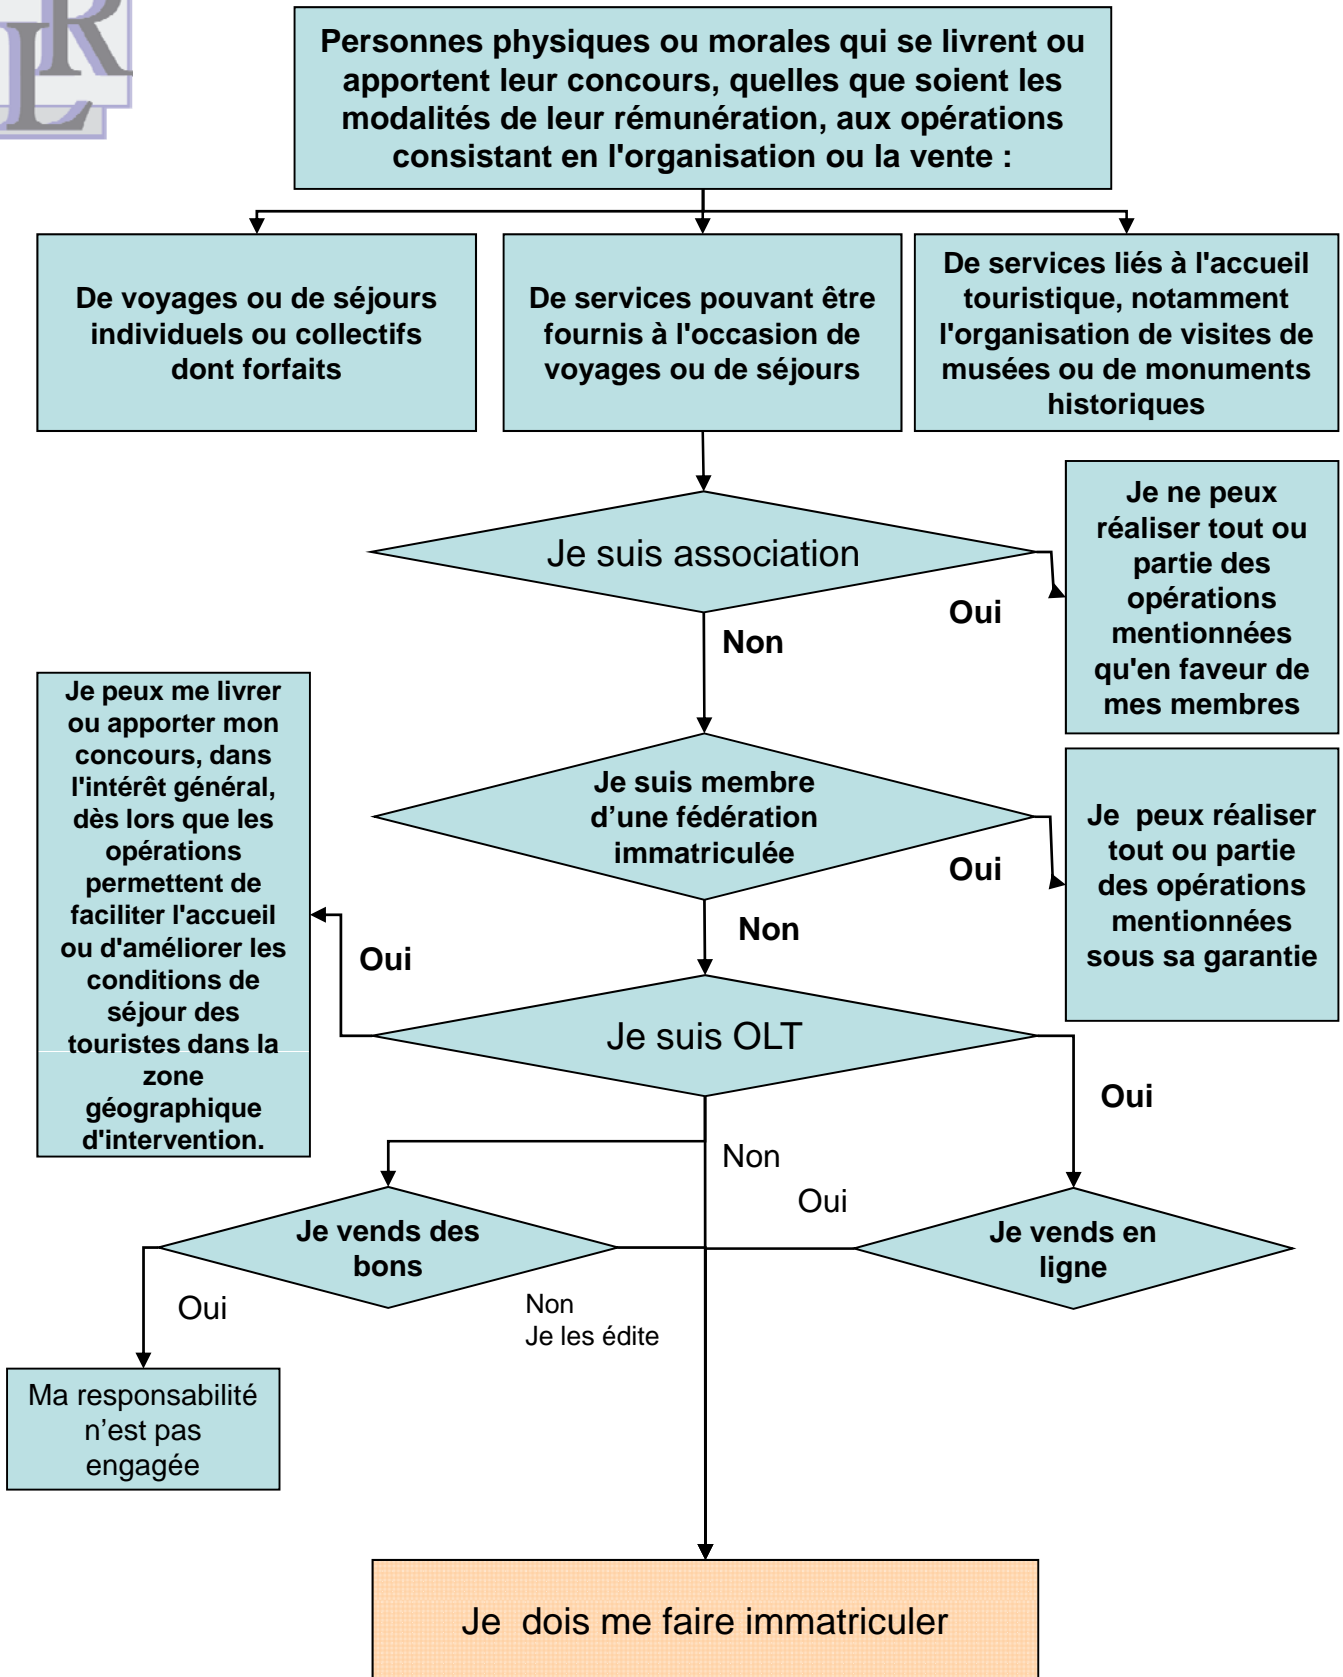 LR
Personnes physiques ou morales qui se livrent ou
apportent leur concours, quelles que soient les
modalités de leur rémunération, aux opérations
consistant en l'organisation ou la vente :
De voyages ou de séjours
individuels ou collectifs
dont forfaits
De services pouvant être
fournis à l'occasion de
voyages ou de séjours
De services liés à l'accueil
touristique, notamment
l'organisation de visites de
musées ou de monuments
historiques
Je suis association
Oui
Non
Je ne peux
réaliser tout ou
partie des
opérations
mentionnées
qu'en faveur de
mes membres
Je suis membre
d’une fédération
immatriculée
Oui
Non
Je  peux réaliser
tout ou partie
des opérations
mentionnées
sous sa garantie
Je peux me livrer
ou apporter mon
concours, dans
l'intérêt général,
dès lors que les
opérations
permettent de
faciliter l'accueil
ou d'améliorer les
conditions de
séjour des
touristes dans la
zone
géographique
d'intervention.
Oui
Je suis OLT
Oui
Non
Oui
Je vends des
bons
Je vends en
ligne
Oui
Non
Je les édite
Ma responsabilité
n’est pas
engagée
Je  dois me faire immatriculer